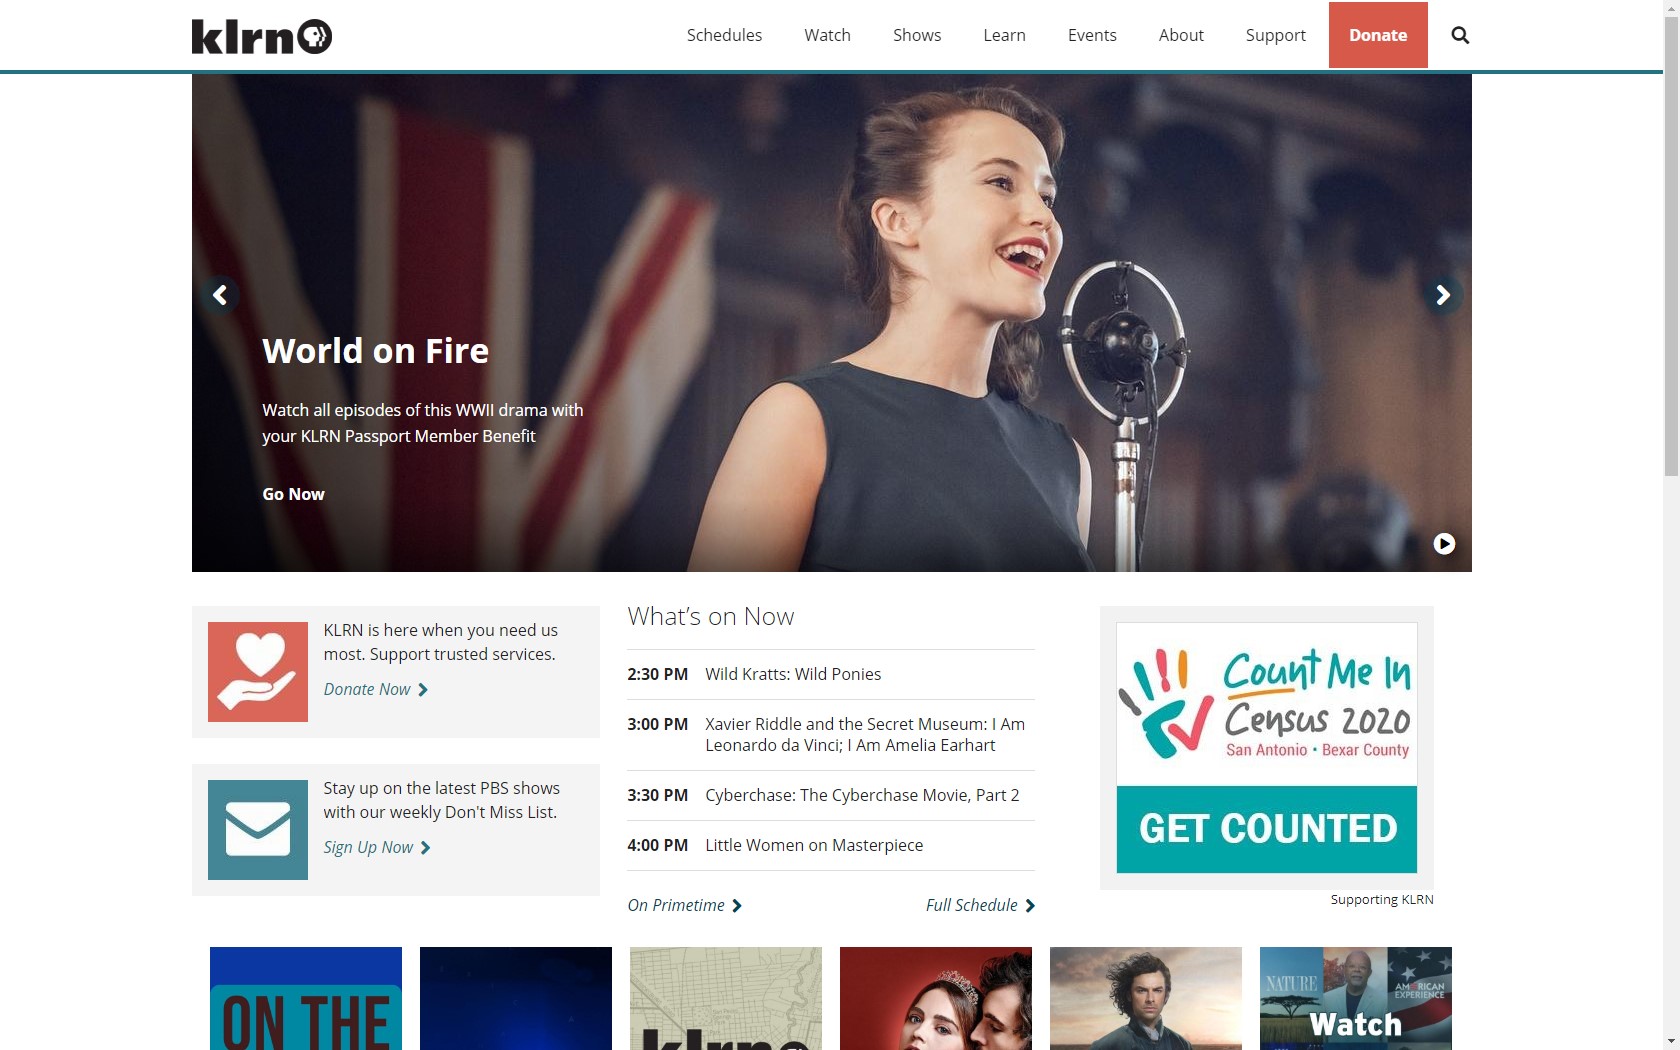 klrn
Schedules
Watch
Shows
Learn
Events
About
Support
Donate
World on Fire
Watch all episodes of this WWII drama with
your KLRN Passport Member Benefit
Go Now
KLRN is here when you need us
most. Support trusted services.
Donate Now
Stay up on the latest PBS shows
with our weekly Don't Miss List.
Sign Up Now
What’s on Now
2:30 PM Wild Kratts: Wild Ponies
3:00 PM Xavier Riddle and the Secret Museum: I Am
Leonardo da Vinci; I Am Amelia Earhart
3:30 PM Cyberchase: The Cyberchase Movie, Part 2
4:00 PM Little Women on Masterpiece
On Primetime
Full Schedule
Count Me In
Census 2020
San Antonio • Bexar County
GET COUNTED
Supporting KLRN
ON THE
klrn
NATURE
AMERICAN
EXPERIENCE
Watch